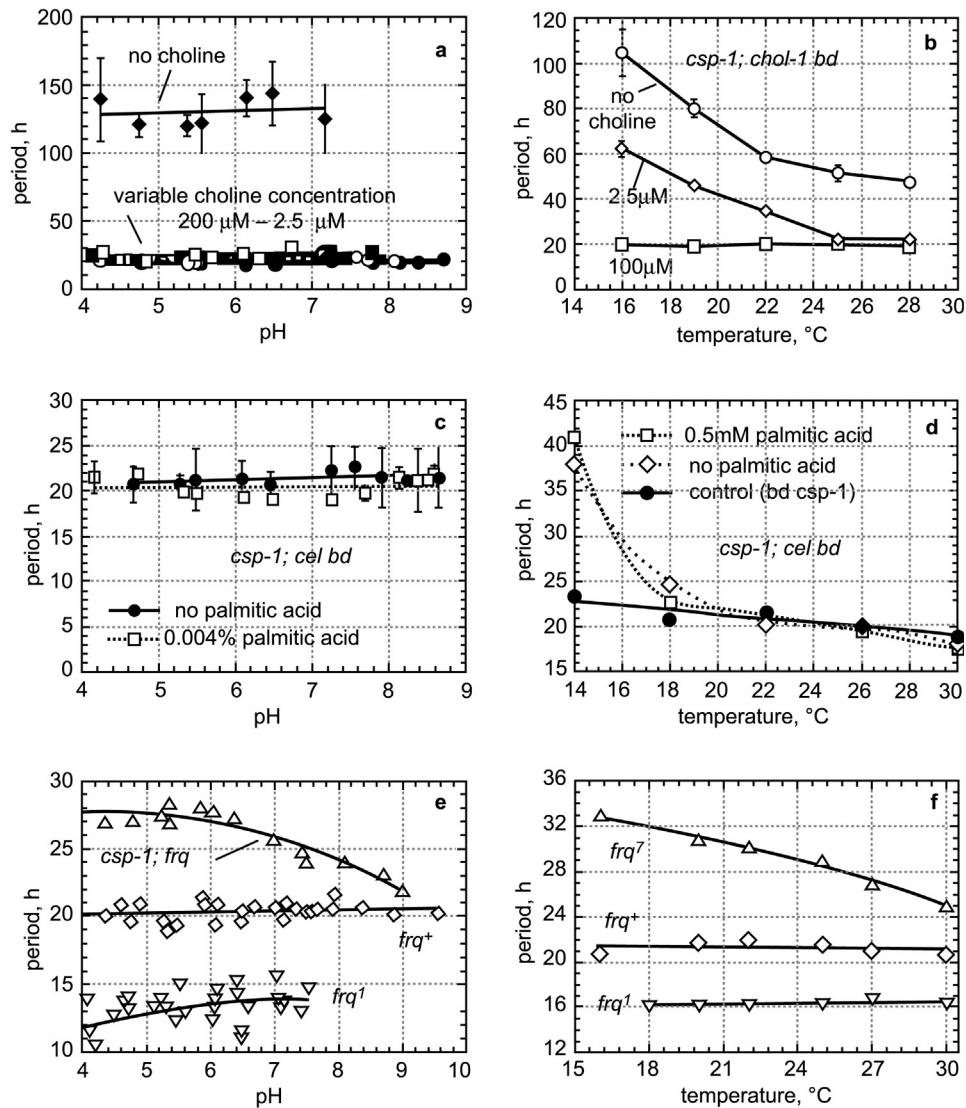 a
200
150
100
50
0
period, h
no choline
variable choline concentration
200 μM – 2.5 μM
4 5 6 7 8 9
pH
b
120
100
80
60
40
20
0
period, h
csp-1; chol-1 bd
no
choline
2.5μM
100μM
14 16 18 20 22 24 26 28 30
temperature, °C
c
30
25
20
15
10
5
0
period, h
csp-1; cel bd
no palmitic acid
0.004% palmitic acid
4 5 6 7 8 9
pH
d
45
40
35
30
25
20
15
period, h
0.5mM palmitic acid
no palmitic acid
control (bd csp-1)
csp-1; cel bd
14 16 18 20 22 24 26 28 30
temperature, °C
e
30
25
20
15
10
period, h
csp-1; frq
frq+
frq1
4 5 6 7 8 9 10
pH
f
36
32
28
24
20
16
12
period, h
frq7
frq+
frq1
15 18 21 24 27 30
temperature, °C